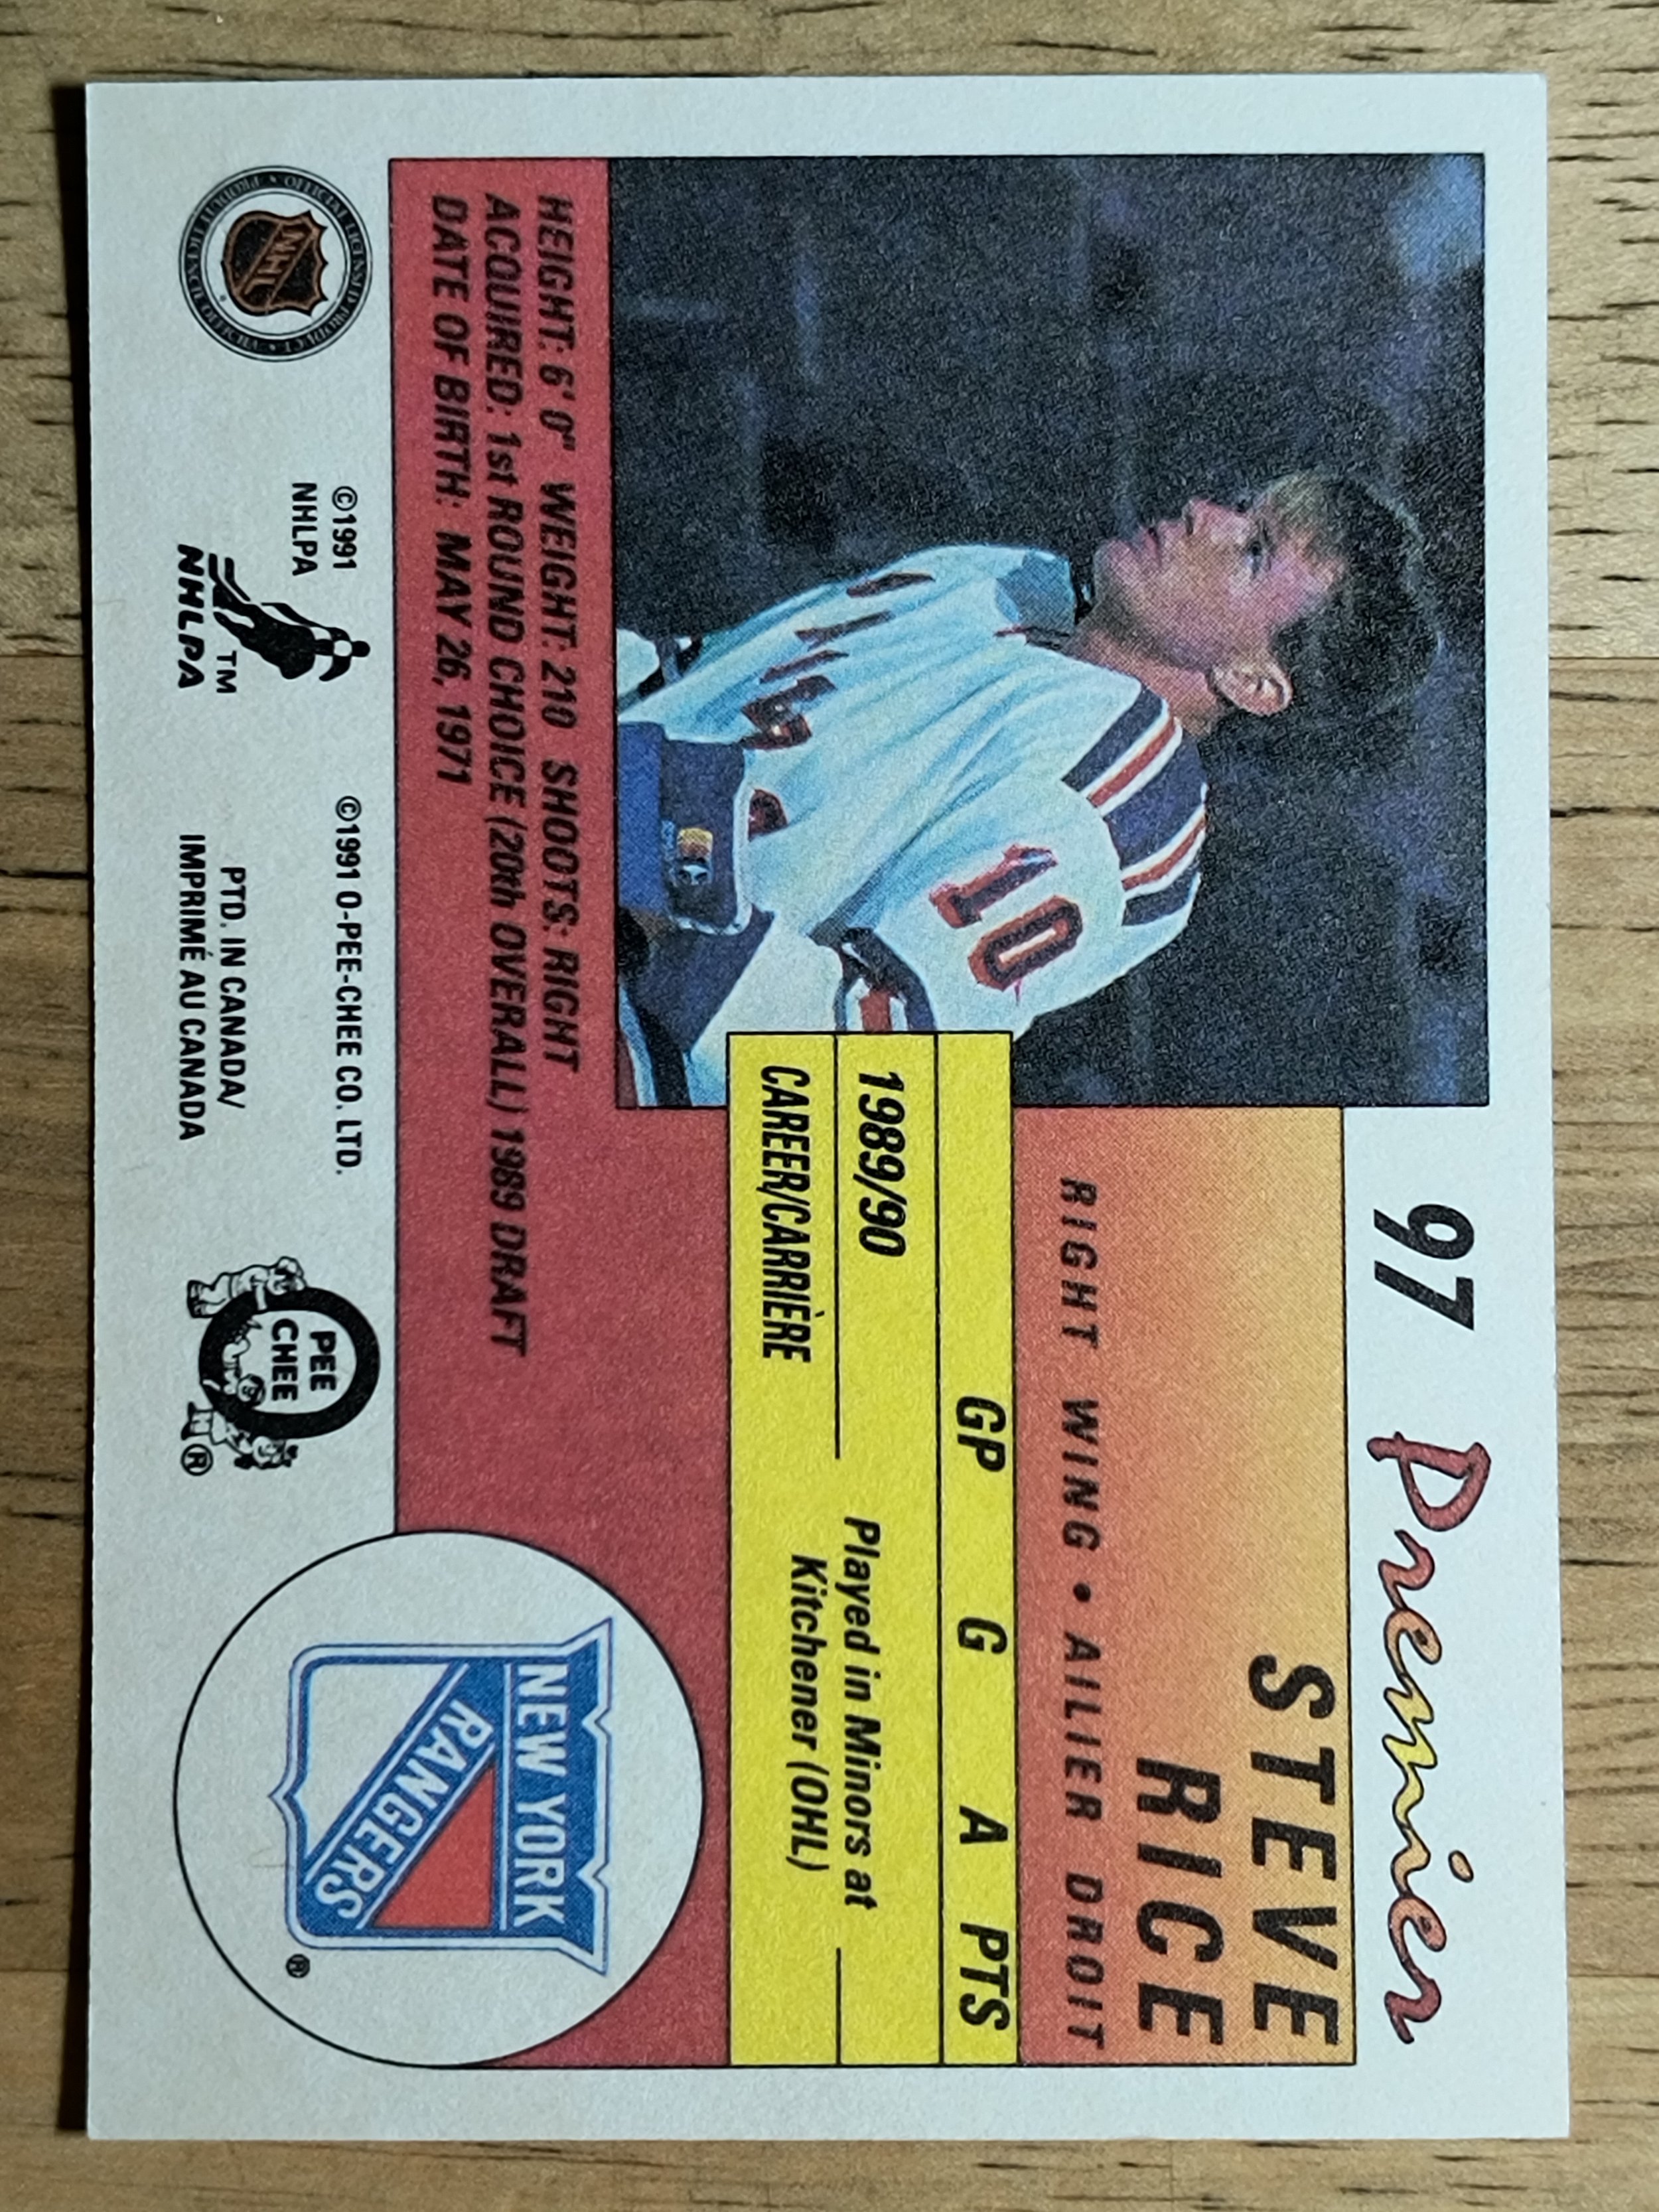 97 Premier
STEVE
RICE
RIGHT WING • AILIER DROIT
GP G A PTS
1989/90 Played in Minors at
CAREER/CARRIÈRE Kitchener (OHL)
10
HEIGHT: 6' 0" WEIGHT: 210 SHOOTS: RIGHT
ACQUIRED: 1st ROUND CHOICE (20th OVERALL) 1989 DRAFT
DATE OF BIRTH: MAY 26, 1971
NEW YORK
RANGERS
®
NHL
©1991
NHLPA
NHLPA™
©1991 O-PEE-CHEE CO. LTD.
PTD. IN CANADA/
IMPRIMÉ AU CANADA
O PEE
CHEE
®